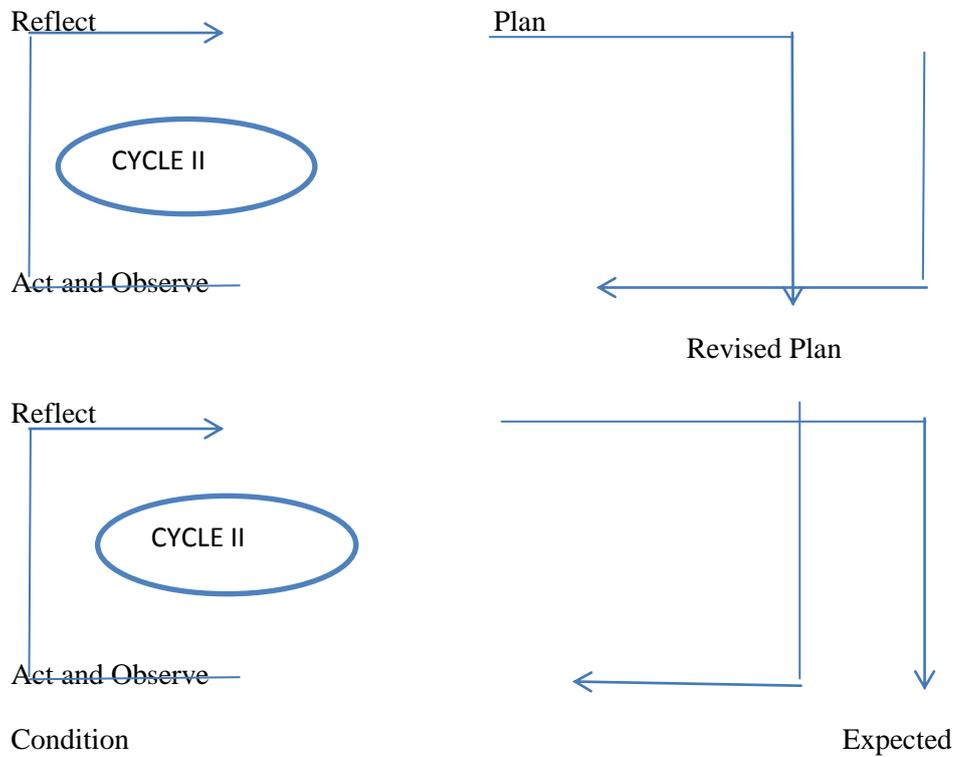 Reflect Plan
CYCLE II
Act and Observe
Revised Plan
Reflect
CYCLE II
Act and Observe
Condition Expected